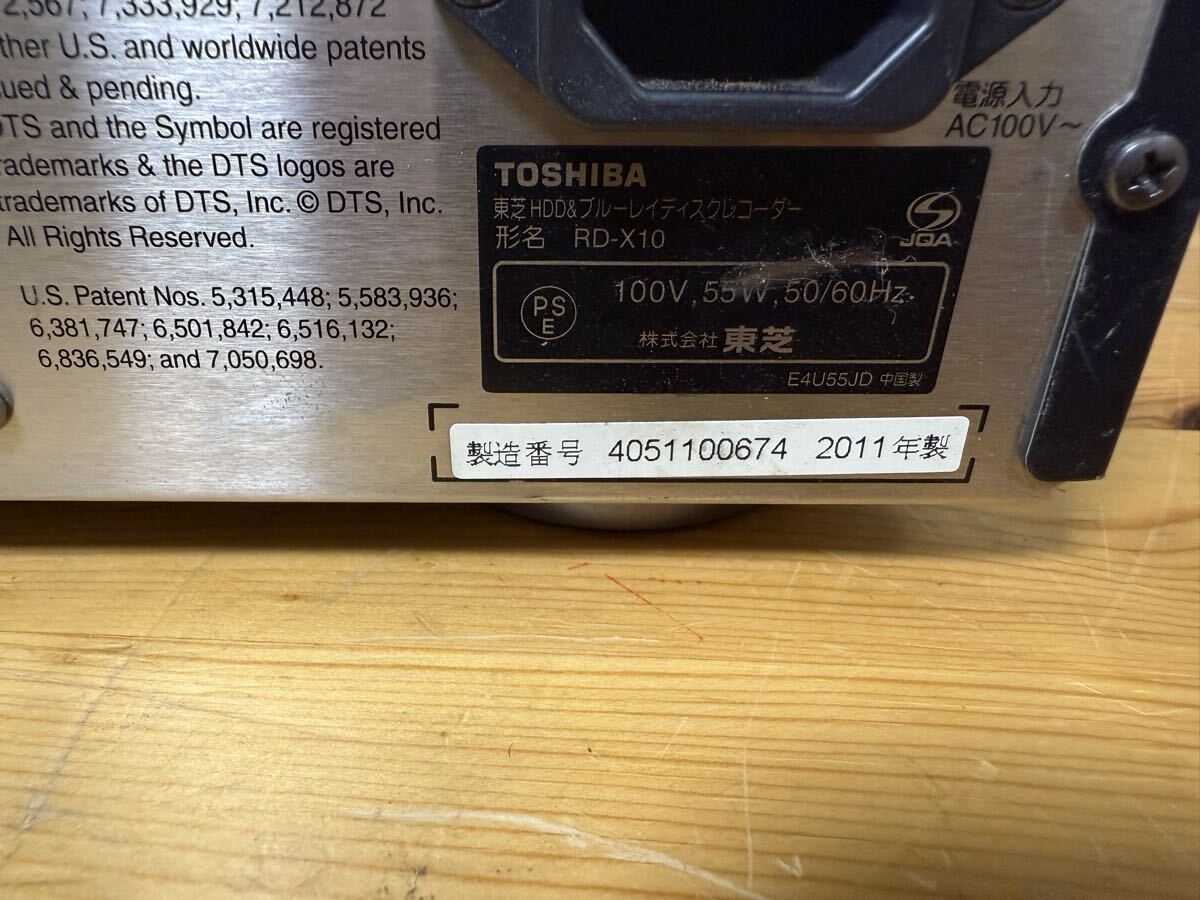 2,567; 7,333,929; 7,212,872
ther U.S. and worldwide patents
ued & pending.
DTS and the Symbol are registered
trademarks & the DTS logos are
trademarks of DTS, Inc. © DTS, Inc.
All Rights Reserved.
U.S. Patent Nos. 5,315,448; 5,583,936;
6,381,747; 6,501,842; 6,516,132;
6,836,549; and 7,050,698.
電源入力
AC100V～
TOSHIBA
東芝HDD&ブルーレイディスクレコーダー
形名 RD-X10
JQA
PS
E
100V, 55W, 50/60Hz
株式会社 東芝
E4U55JD 中国製
製造番号 4051100674 2011年製